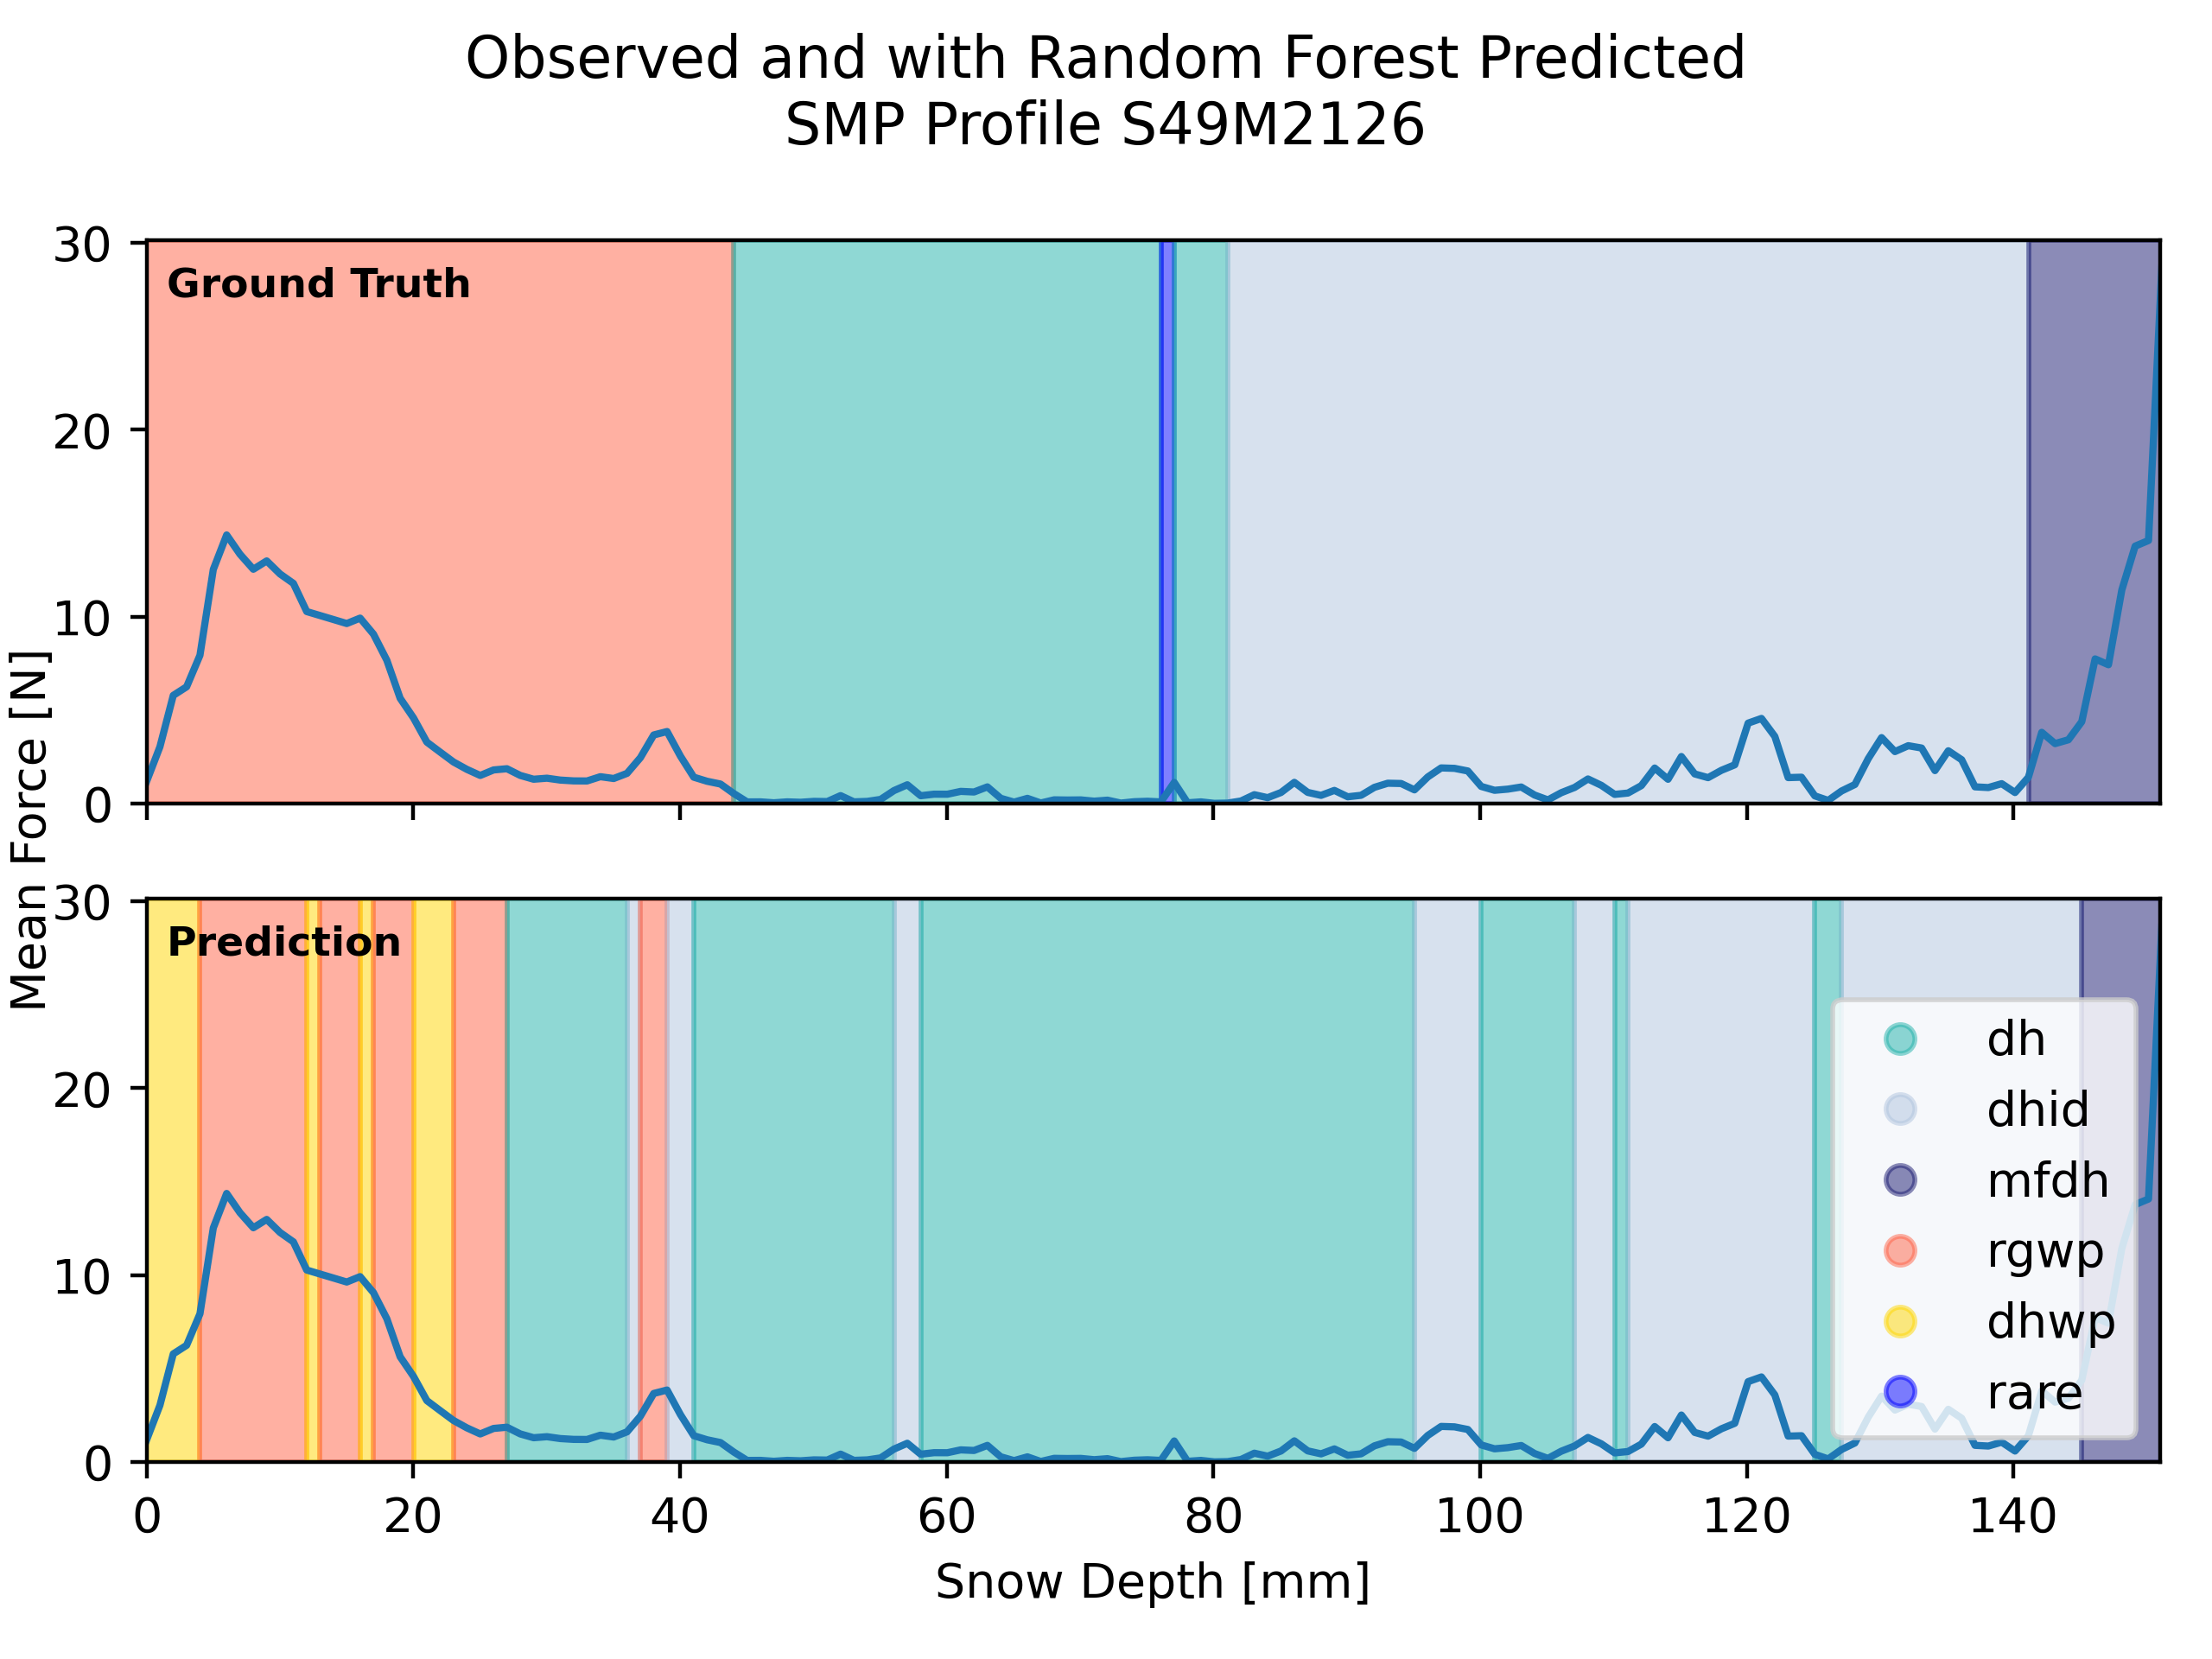 Observed and with Random Forest Predicted
SMP Profile S49M2126
Mean Force [N]
30
20
10
0
Ground Truth
30
20
10
0
Prediction
dh
dhid
mfdh
rgwp
dhwp
rare
0 20 40 60 80 100 120 140
Snow Depth [mm]